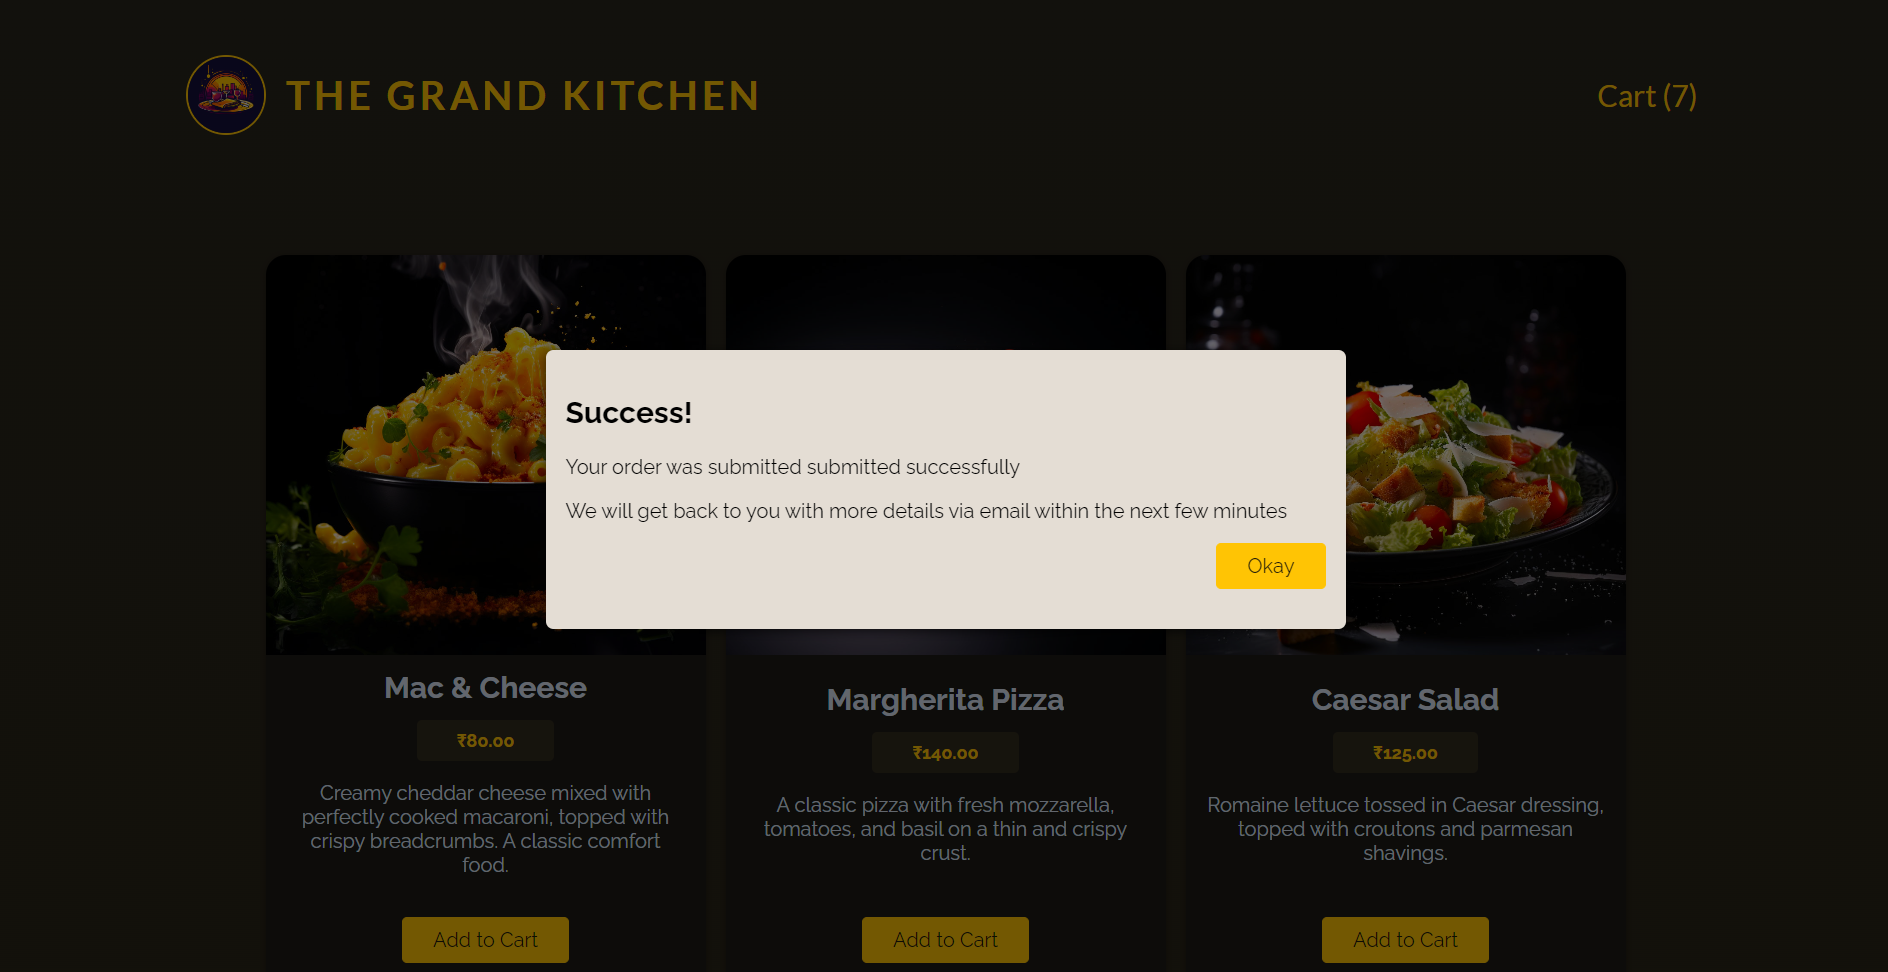 THE GRAND KITCHEN
Cart (7)
Success!
Your order was submitted submitted successfully
We will get back to you with more details via email within the next few minutes
Okay
Mac & Cheese
₹80.00
Creamy cheddar cheese mixed with
perfectly cooked macaroni, topped with
crispy breadcrumbs. A classic comfort
food.
Add to Cart
Margherita Pizza
₹140.00
A classic pizza with fresh mozzarella,
tomatoes, and basil on a thin and crispy
crust.
Add to Cart
Caesar Salad
₹125.00
Romaine lettuce tossed in Caesar dressing,
topped with croutons and parmesan
shavings.
Add to Cart